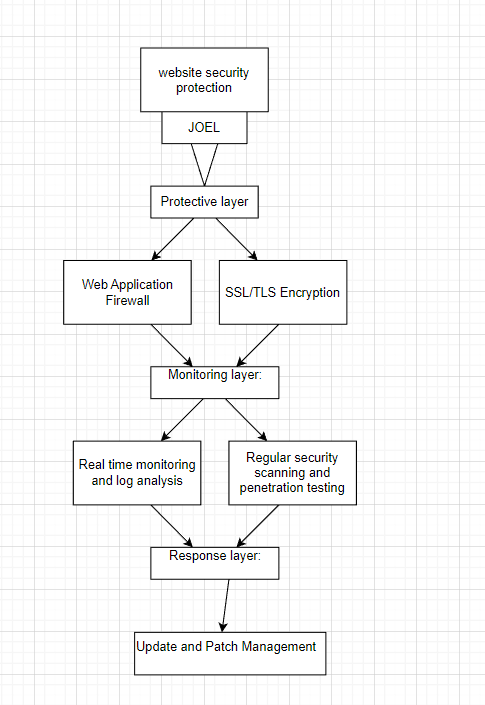 website security
protection
JOEL
Protective layer
Web Application
Firewall
SSL/TLS Encryption
Monitoring layer:
Real time monitoring
and log analysis
Regular security
scanning and
penetration testing
Response layer:
Update and Patch Management